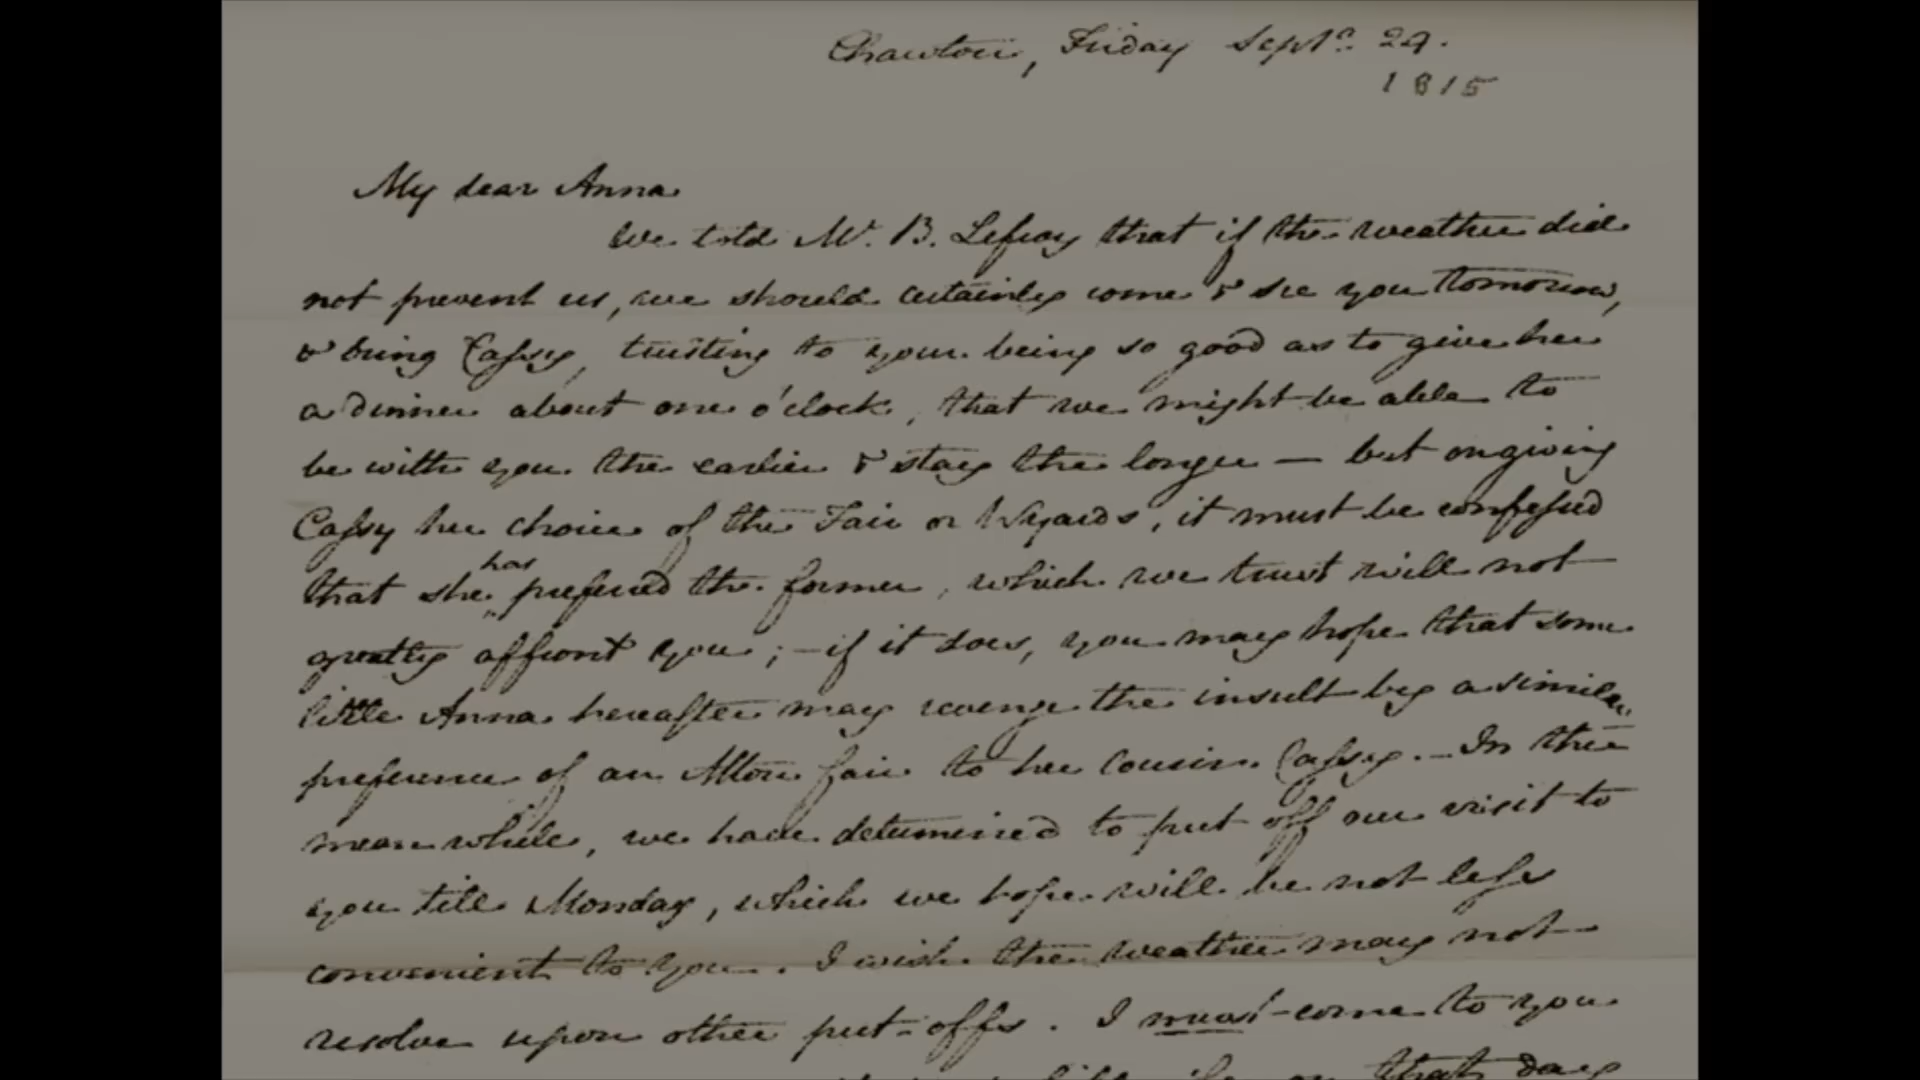 Chawton, Friday Septr. 29.
1815
My dear Anna
We told Mr. B. Lefroy that if the weather did
not prevent us, we should certainly come & see you tomorrow,
& bring Cassy, trusting to your being so good as to give her
a dinner about one o'clock, that we might be able to
be with you the earlier & stay the longer — but on giving
Cassy her choice of the Fair or Wyards, it must be confessed
that she has preferred the former, which we trust will not
greatly affront you; — if it does, you may hope that some
little Anna hereafter may revenge the insult by a similar
preference of an Alton fair to her Cousin Cassy. — In the
meanwhile, we have determined to put off our visit to
you till Monday, which we hope will be not less
convenient to you. I wish the weather may not
resolve upon other put-offs. I must come to you
that day